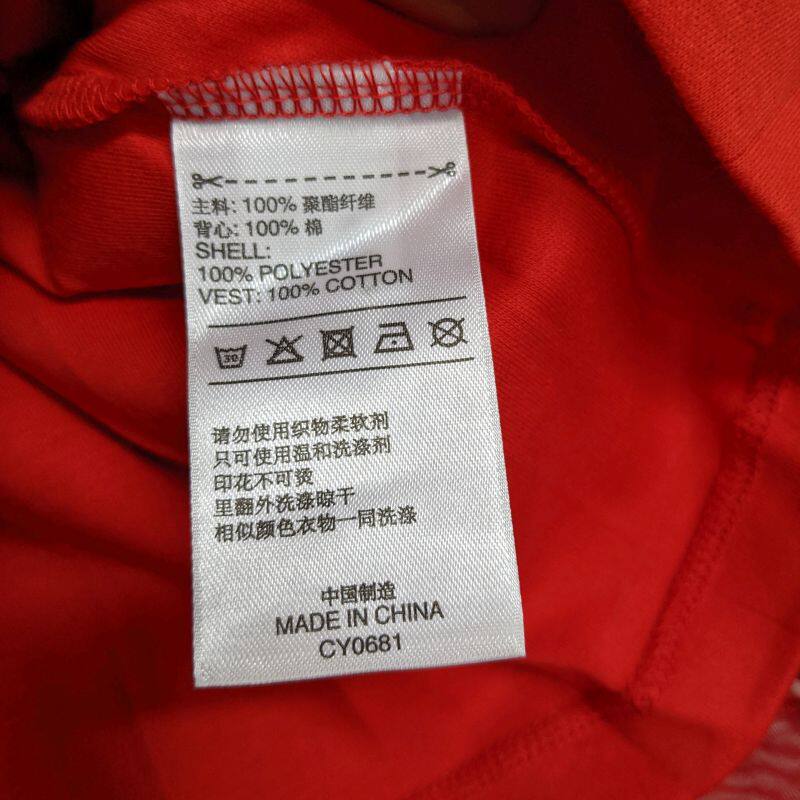 主料: 100% 聚酯纤维
背心: 100% 棉
SHELL:
100% POLYESTER
VEST: 100% COTTON
30
请勿使用织物柔软剂
只可使用温和洗涤剂
印花不可烫
里翻外洗涤晾干
相似颜色衣物一同洗涤
中国制造
MADE IN CHINA
CY0681